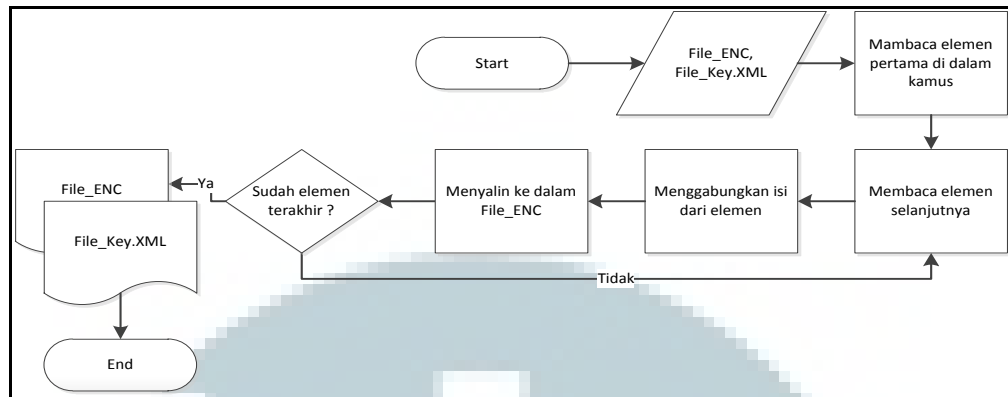 Start
File_ENC,
File_Key.XML
Mambaca elemen
pertama di dalam
kamus
Membaca elemen
selanjutnya
Menggabungkan isi
dari elemen
Menyalin ke dalam
File_ENC
Sudah elemen
terakhir ?
Ya
Tidak
File_ENC
File_Key.XML
End